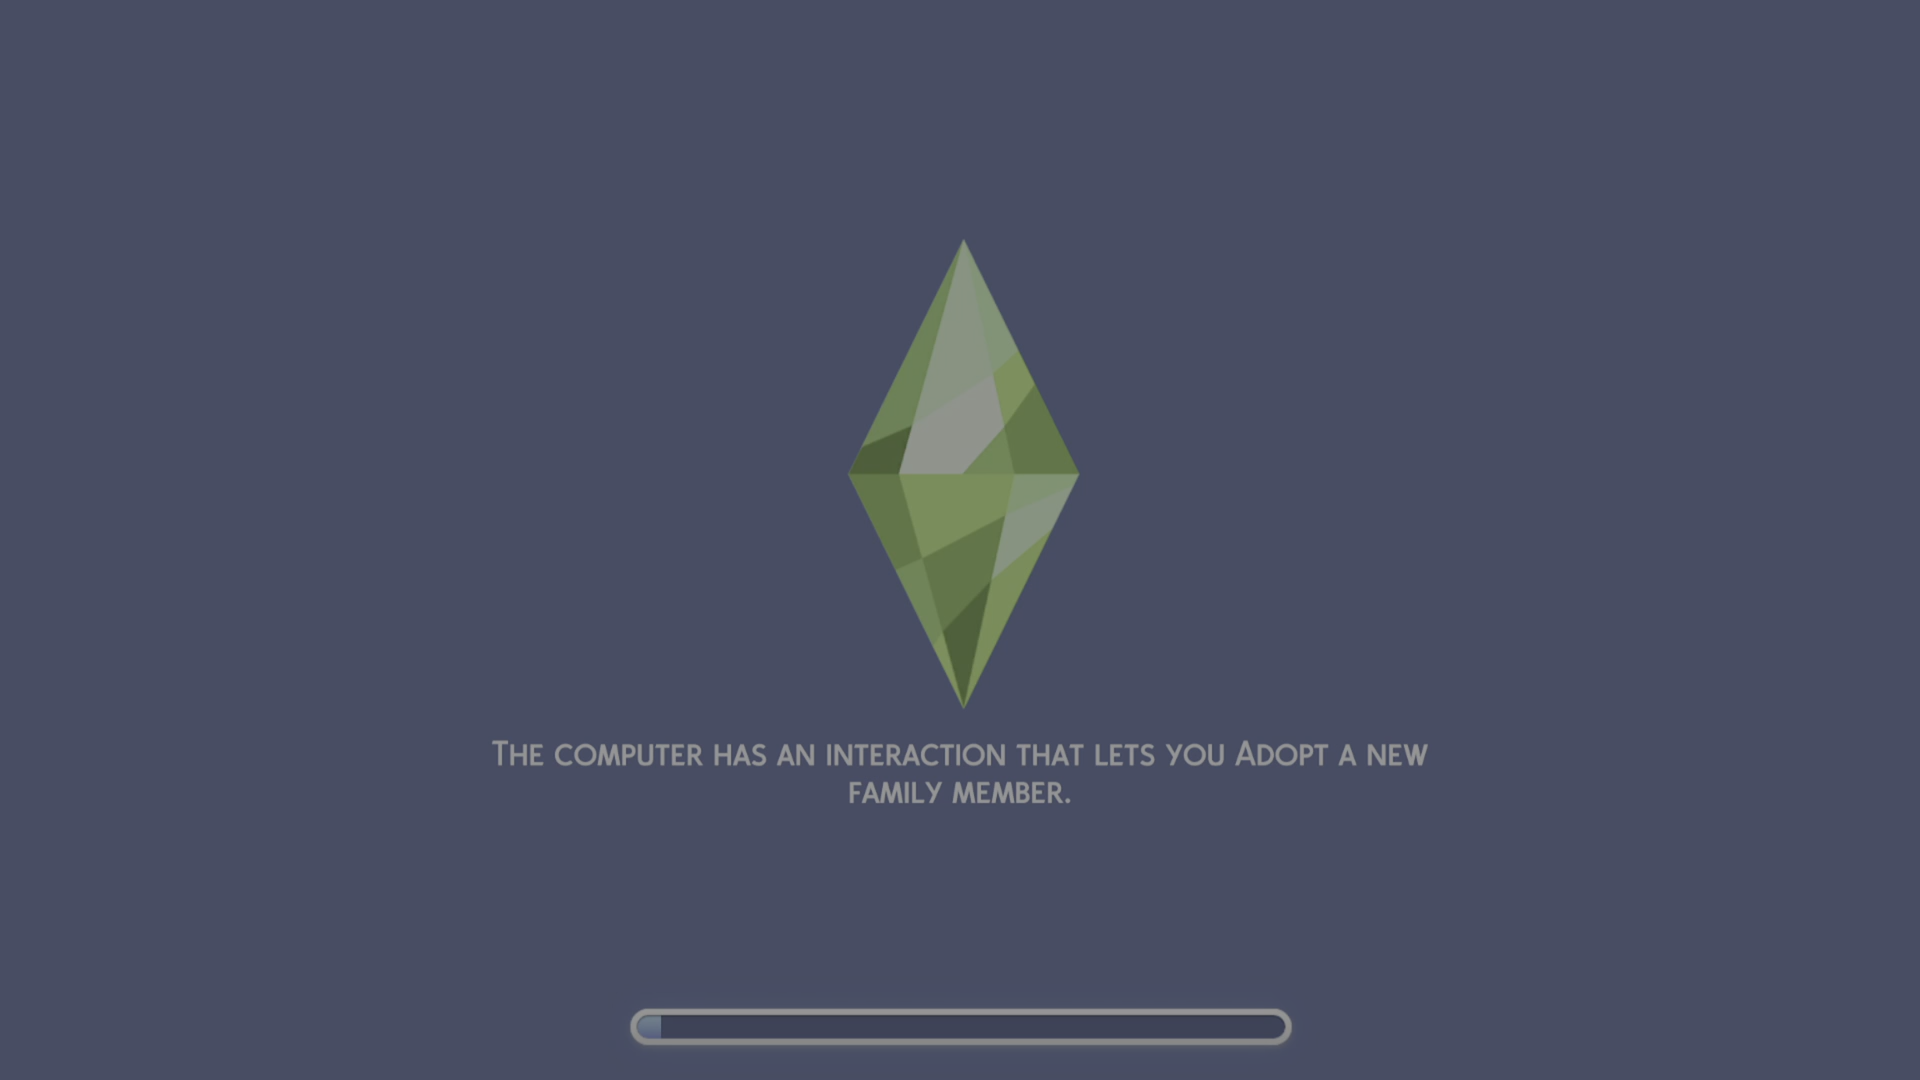 The computer has an interaction that lets you Adopt a new
family member.